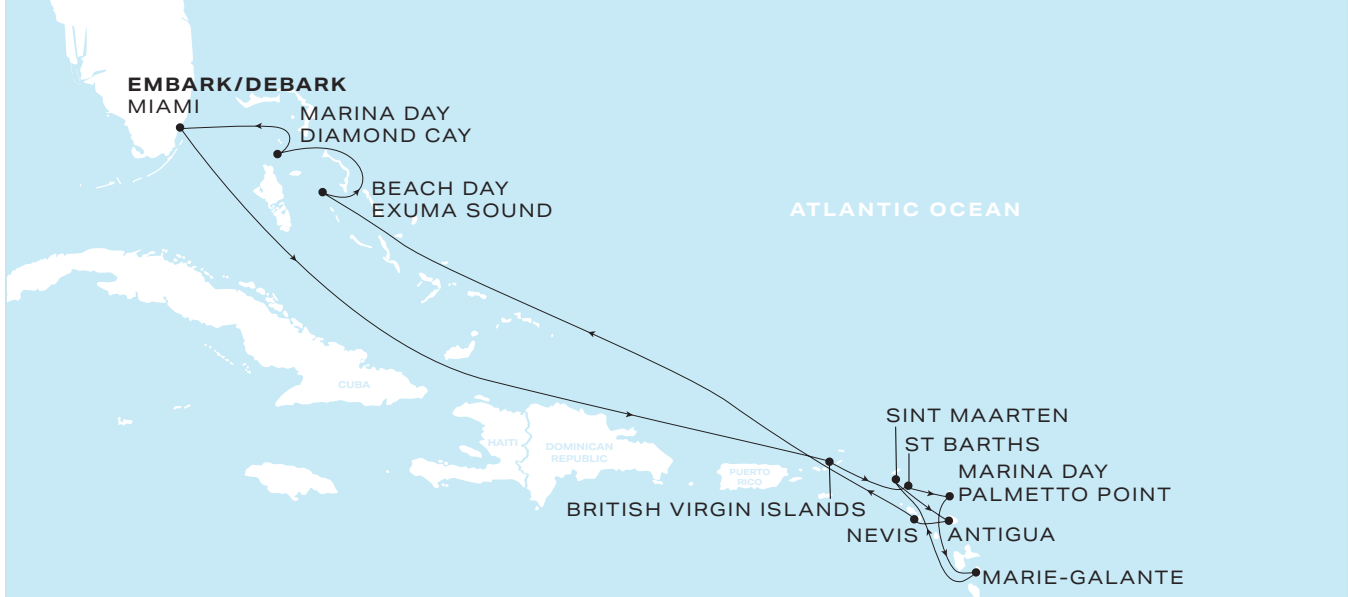 EMBARK/DEBARK
MIAMI
MARINA DAY
DIAMOND CAY
BEACH DAY
EXUMA SOUND
ATLANTIC OCEAN
CUBA
HAITI
DOMINICAN
REPUBLIC
PUERTO
RICO
SINT MAARTEN
ST BARTHS
MARINA DAY
PALMETTO POINT
BRITISH VIRGIN ISLANDS
NEVIS
ANTIGUA
MARIE-GALANTE